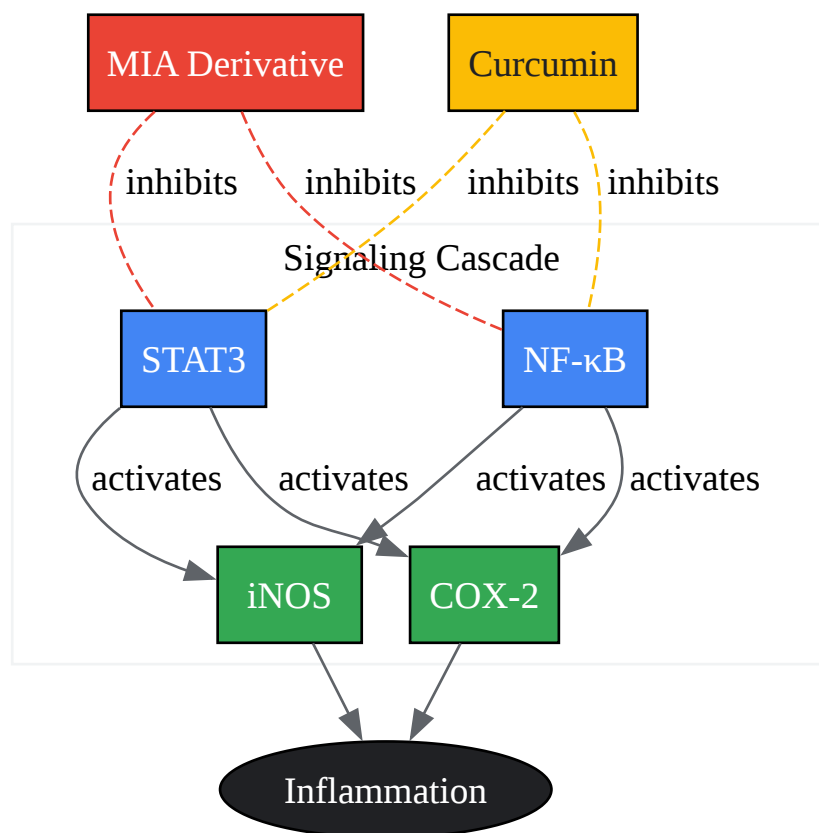 MIA Derivative
Curcumin
inhibits
inhibits
inhibits
inhibits
Signaling Cascade
STAT3
NF-κB
activates
activates
activates
activates
iNOS
COX-2
Inflammation